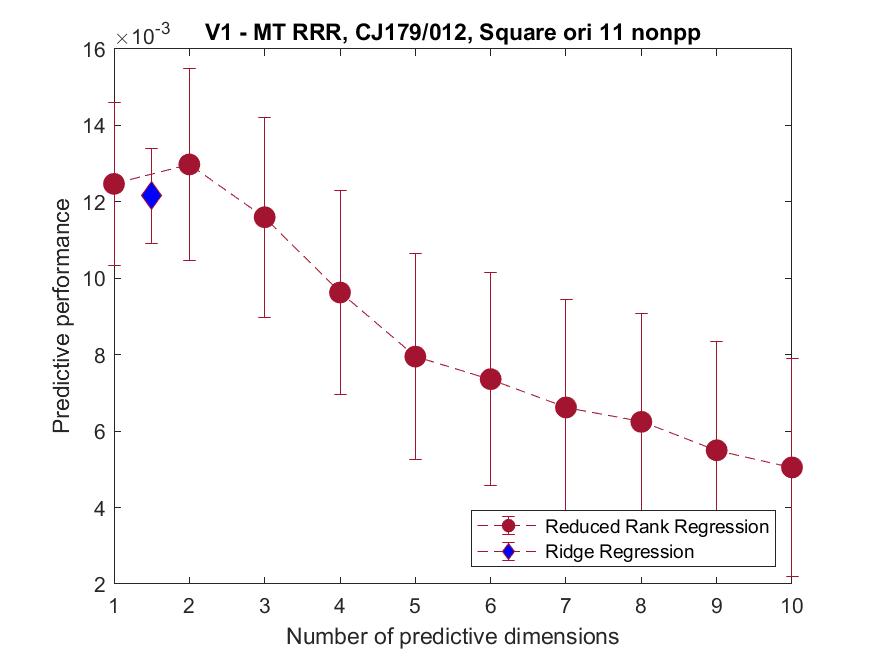 V1 - MT RRR, CJ179/012, Square ori 11 nonpp
×10-3
16
14
12
10
8
6
4
2
Predictive performance
1 2 3 4 5 6 7 8 9 10
Number of predictive dimensions
Reduced Rank Regression
Ridge Regression